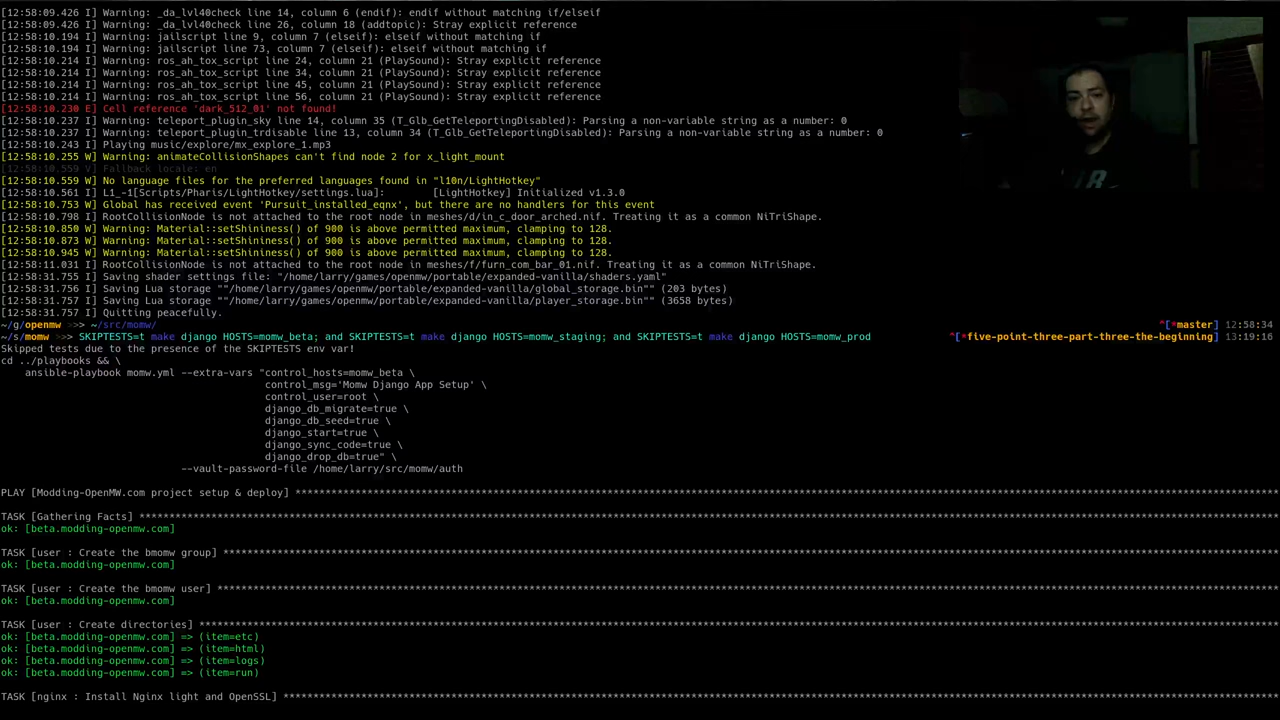 [12:58:09.426 I] Warning: _da_lvl40check line 14, column 6 (endif): endif without matching if/elseif
[12:58:09.426 I] Warning: _da_lvl40check line 26, column 18 (addtopic): Stray explicit reference
[12:58:10.194 I] Warning: jailscript line 9, column 7 (elseif): elseif without matching if
[12:58:10.194 I] Warning: jailscript line 73, column 7 (elseif): elseif without matching if
[12:58:10.214 I] Warning: ros_ah_tox_script line 24, column 21 (PlaySound): Stray explicit reference
[12:58:10.214 I] Warning: ros_ah_tox_script line 34, column 21 (PlaySound): Stray explicit reference
[12:58:10.214 I] Warning: ros_ah_tox_script line 45, column 21 (PlaySound): Stray explicit reference
[12:58:10.214 I] Warning: ros_ah_tox_script line 56, column 21 (PlaySound): Stray explicit reference
[12:58:10.230 E] Cell reference 'dark_512_01' not found!
[12:58:10.237 I] Warning: teleport_plugin_sky line 14, column 35 (T_Glb_GetTeleportingDisabled): Parsing a non-variable string as a number: 0
[12:58:10.237 I] Warning: teleport_plugin_trdisable line 13, column 34 (T_Glb_GetTeleportingDisabled): Parsing a non-variable string as a number: 0
[12:58:10.243 I] Playing music/explore/mx_explore_1.mp3
[12:58:10.255 W] Warning: animateCollisionShapes can't find node 2 for x_light_mount
[12:58:10.559 V] Fallback locale: en
[12:58:10.559 W] No language files for the preferred languages found in "l10n/LightHotkey"
[12:58:10.561 I] L1_-1[Scripts/Pharis/LightHotkey/settings.lua]:        [LightHotkey] Initialized v1.3.0
[12:58:10.753 W] Global has received event 'Pursuit_installed_eqnx', but there are no handlers for this event
[12:58:10.798 I] RootCollisionNode is not attached to the root node in meshes/d/in_c_door_arched.nif. Treating it as a common NiTriShape.
[12:58:10.850 W] Warning: Material::setShininess() of 900 is above permitted maximum, clamping to 128.
[12:58:10.873 W] Warning: Material::setShininess() of 900 is above permitted maximum, clamping to 128.
[12:58:10.945 W] Warning: Material::setShininess() of 900 is above permitted maximum, clamping to 128.
[12:58:11.031 I] RootCollisionNode is not attached to the root node in meshes/f/furn_com_bar_01.nif. Treating it as a common NiTriShape.
[12:58:31.755 I] Saving shader settings file: "/home/larry/games/openmw/portable/expanded-vanilla/shaders.yaml"
[12:58:31.756 I] Saving Lua storage ""/home/larry/games/openmw/portable/expanded-vanilla/global_storage.bin"" (203 bytes)
[12:58:31.757 I] Saving Lua storage ""/home/larry/games/openmw/portable/expanded-vanilla/player_storage.bin"" (3658 bytes)
[12:58:31.757 I] Quitting peacefully.
~/g/openmw >>> ~/src/momw/ ^[*master] 12:58:34
~/s/momw >>> SKIPTESTS=t make django HOSTS=momw_beta; and SKIPTESTS=t make django HOSTS=momw_staging; and SKIPTESTS=t make django HOSTS=momw_prod ^[*five-point-three-part-three-the-beginning] 13:19:16
Skipped tests due to the presence of the SKIPTESTS env var!
cd ../playbooks && \
    ansible-playbook momw.yml --extra-vars "control_hosts=momw_beta \
                                            control_msg='Momw Django App Setup' \
                                            control_user=root \
                                            django_db_migrate=true \
                                            django_db_seed=true \
                                            django_start=true \
                                            django_sync_code=true \
                                            django_drop_db=true" \
                              --vault-password-file /home/larry/src/momw/auth
PLAY [Modding-OpenMW.com project setup & deploy] ****************************************************************************************************************************************************************
TASK [Gathering Facts] ******************************************************************************************************************************************************************************************
ok: [beta.modding-openmw.com]
TASK [user : Create the bmomw group] ****************************************************************************************************************************************************************************
ok: [beta.modding-openmw.com]
TASK [user : Create the bmomw user] *****************************************************************************************************************************************************************************
ok: [beta.modding-openmw.com]
TASK [user : Create directories] ********************************************************************************************************************************************************************************
ok: [beta.modding-openmw.com] => (item=etc)
ok: [beta.modding-openmw.com] => (item=html)
ok: [beta.modding-openmw.com] => (item=logs)
ok: [beta.modding-openmw.com] => (item=run)
TASK [nginx : Install Nginx light and OpenSSL] ******************************************************************************************************************************************************************